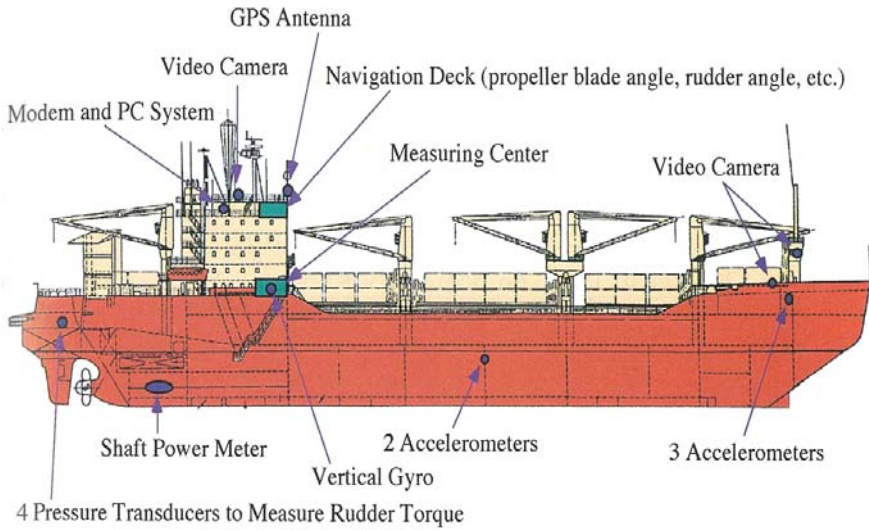 GPS Antenna
Video Camera
Navigation Deck (propeller blade angle, rudder angle, etc.)
Modem and PC System
Measuring Center
Video Camera
Shaft Power Meter
2 Accelerometers
3 Accelerometers
Vertical Gyro
4 Pressure Transducers to Measure Rudder Torque